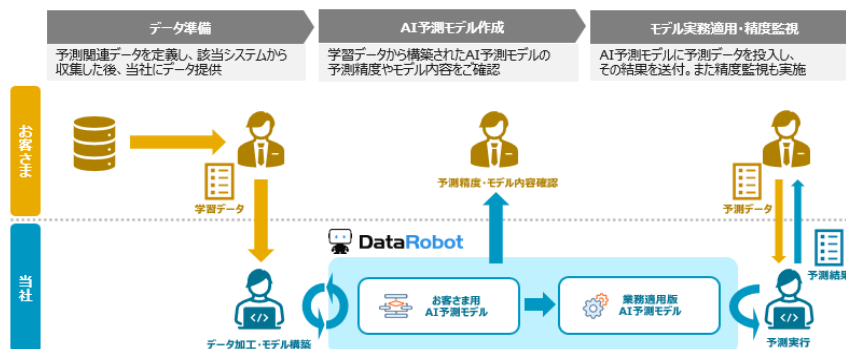 データ準備
AI予測モデル作成
モデル実務適用・精度監視
予測関連データを定義し、該当システムから
収集した後、当社にデータ提供
学習データから構築されたAI予測モデルの
予測精度やモデル内容をご確認
AI予測モデルに予測データを投入し、
その結果を送付。また精度監視も実施
お客さま
学習データ
予測精度・モデル内容確認
予測データ
当社
DataRobot
予測結果
お客さま用
AI予測モデル
業務適用版
AI予測モデル
データ加工・モデル構築
予測実行